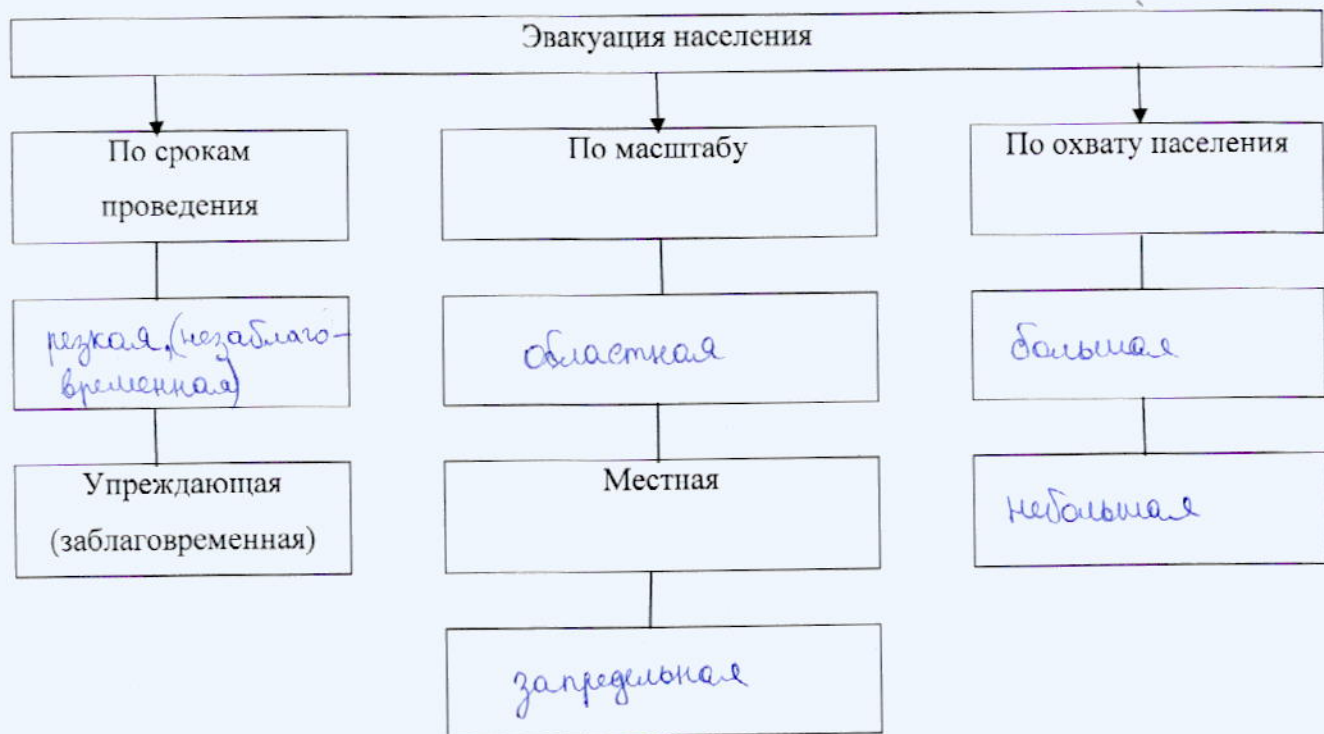 Эвакуация населения
По срокам
проведения
По масштабу
По охвату населения
резкая, (незаблаго-
временная)
областная
большая
Упреждающая
(заблаговременная)
Местная
небольшая
запредельная